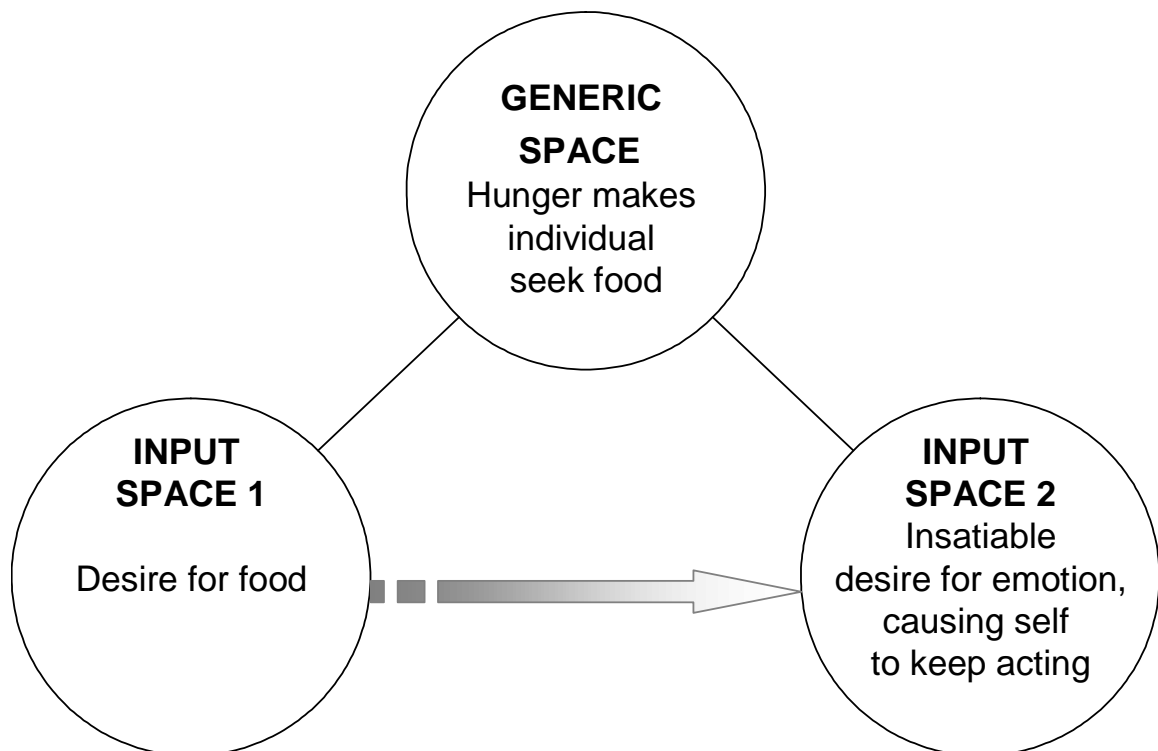 GENERIC
SPACE
Hunger makes
individual
seek food
INPUT
SPACE 1
Desire for food
INPUT
SPACE 2
Insatiable
desire for emotion,
causing self
to keep acting